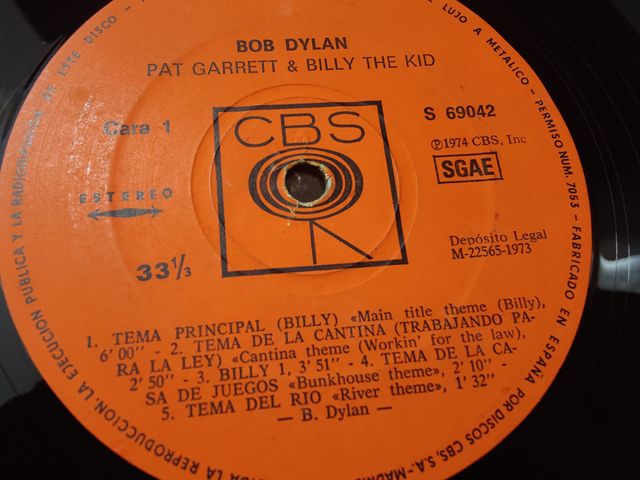 BOB DYLAN
PAT GARRETT & BILLY THE KID
Cara 1
CBS
S 69042
Ⓟ1974 CBS, Inc
SGAE
ESTEREO
33⅓
Depósito Legal
M-22565-1973
1. TEMA PRINCIPAL (BILLY) «Main title theme (Billy),
6' 00" - 2. TEMA DE LA CANTINA (TRABAJANDO PA-
RA LA LEY) «Cantina theme (Workin' for the law),
2' 50" - 3. BILLY 1, 3' 51" - 4. TEMA DE LA CA-
SA DE JUEGOS «Bunkhouse theme», 2' 10" -
5. TEMA DEL RIO «River theme», 1' 32"
— B. Dylan —
LA REPRODUCCION, LA EJECUCION PUBLICA Y LA RADIODIFUSION DE ESTE DISCO
LUJO A METALICO - PERMISO NUM. 7053 - FABRICADO EN ESPAÑA POR DISCOS CBS, S.A.-